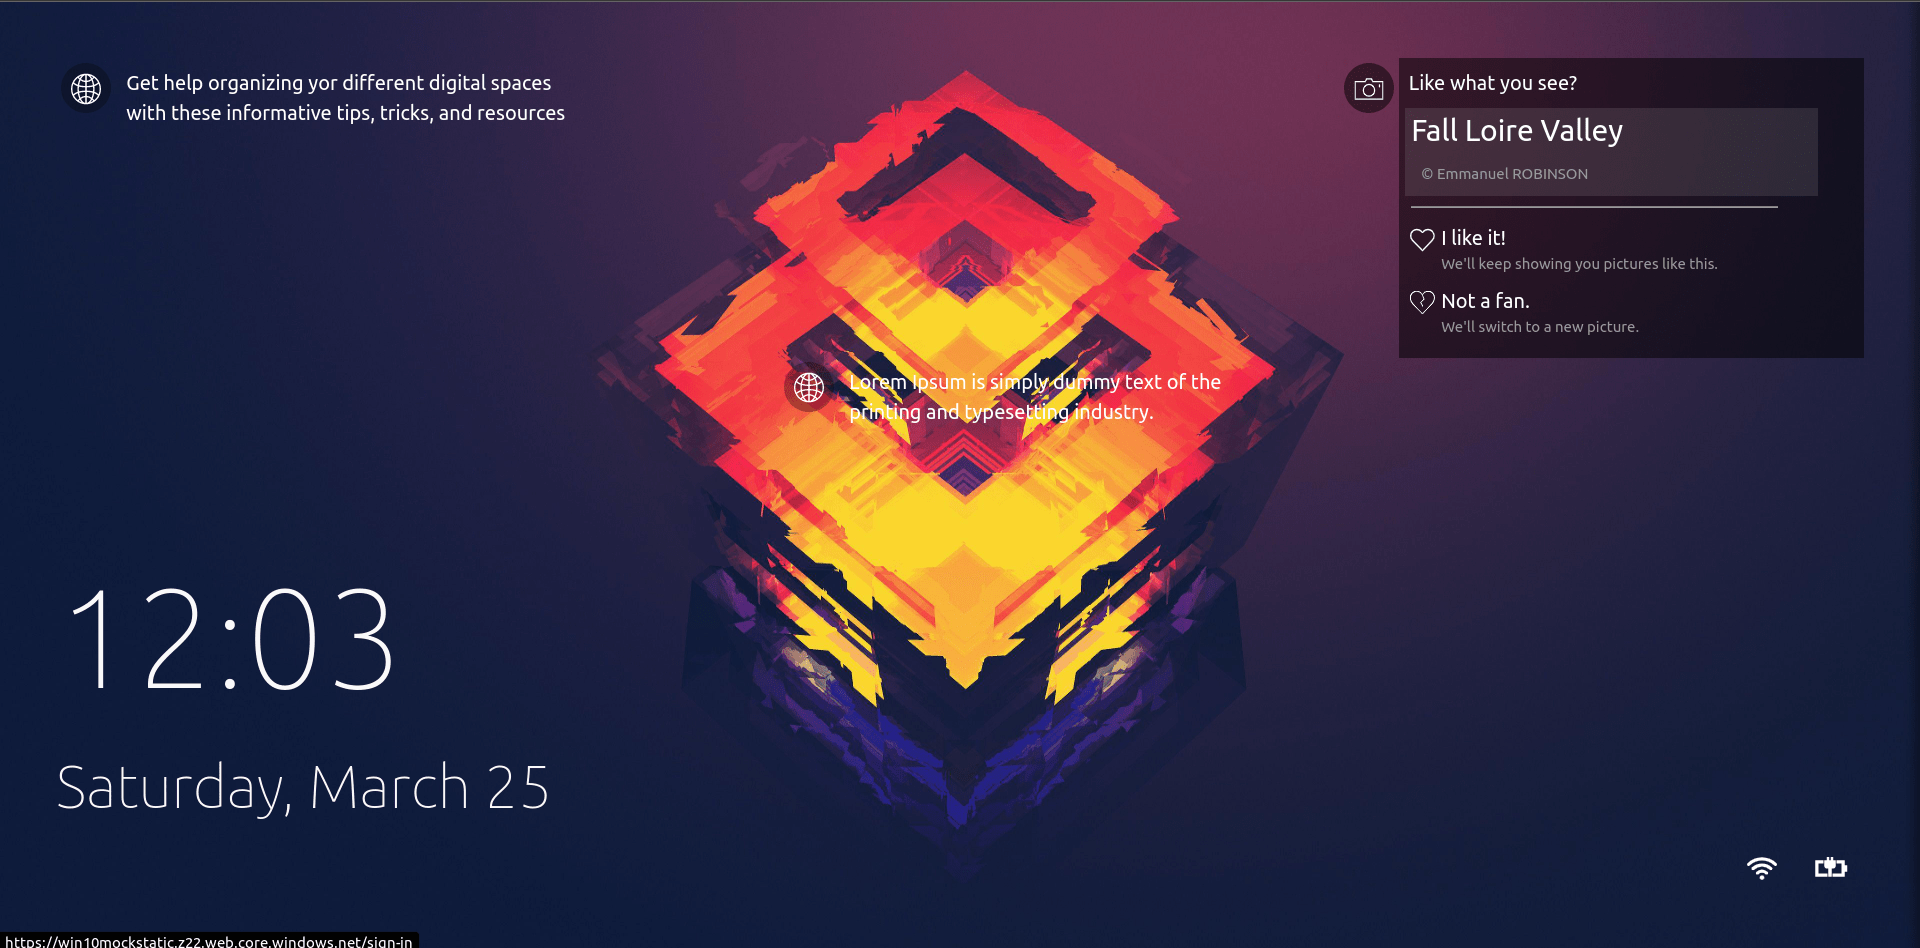 Get help organizing yor different digital spaces
with these informative tips, tricks, and resources
Like what you see?
Fall Loire Valley
© Emmanuel ROBINSON
I like it!
We'll keep showing you pictures like this.
Not a fan.
We'll switch to a new picture.
Lorem Ipsum is simply dummy text of the
printing and typesetting industry.
12:03
Saturday, March 25
https://win10mockstatic.z22.web.core.windows.net/sign-in